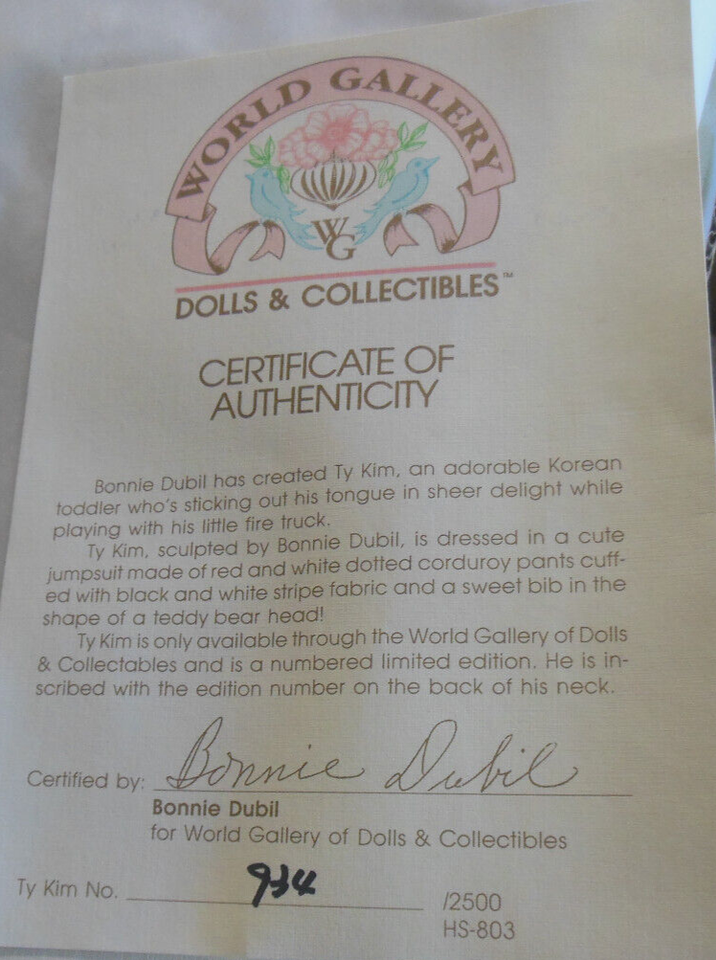 WORLD GALLERY
WG
DOLLS & COLLECTIBLES™
CERTIFICATE OF
AUTHENTICITY
Bonnie Dubil has created Ty Kim, an adorable Korean
toddler who's sticking out his tongue in sheer delight while
playing with his little fire truck.
Ty Kim, sculpted by Bonnie Dubil, is dressed in a cute
jumpsuit made of red and white dotted corduroy pants cuff-
ed with black and white stripe fabric and a sweet bib in the
shape of a teddy bear head!
Ty Kim is only available through the World Gallery of Dolls
& Collectables and is a numbered limited edition. He is in-
scribed with the edition number on the back of his neck.
Certified by: Bonnie Dubil
Bonnie Dubil
for World Gallery of Dolls & Collectibles
Ty Kim No. /2500
HS-803